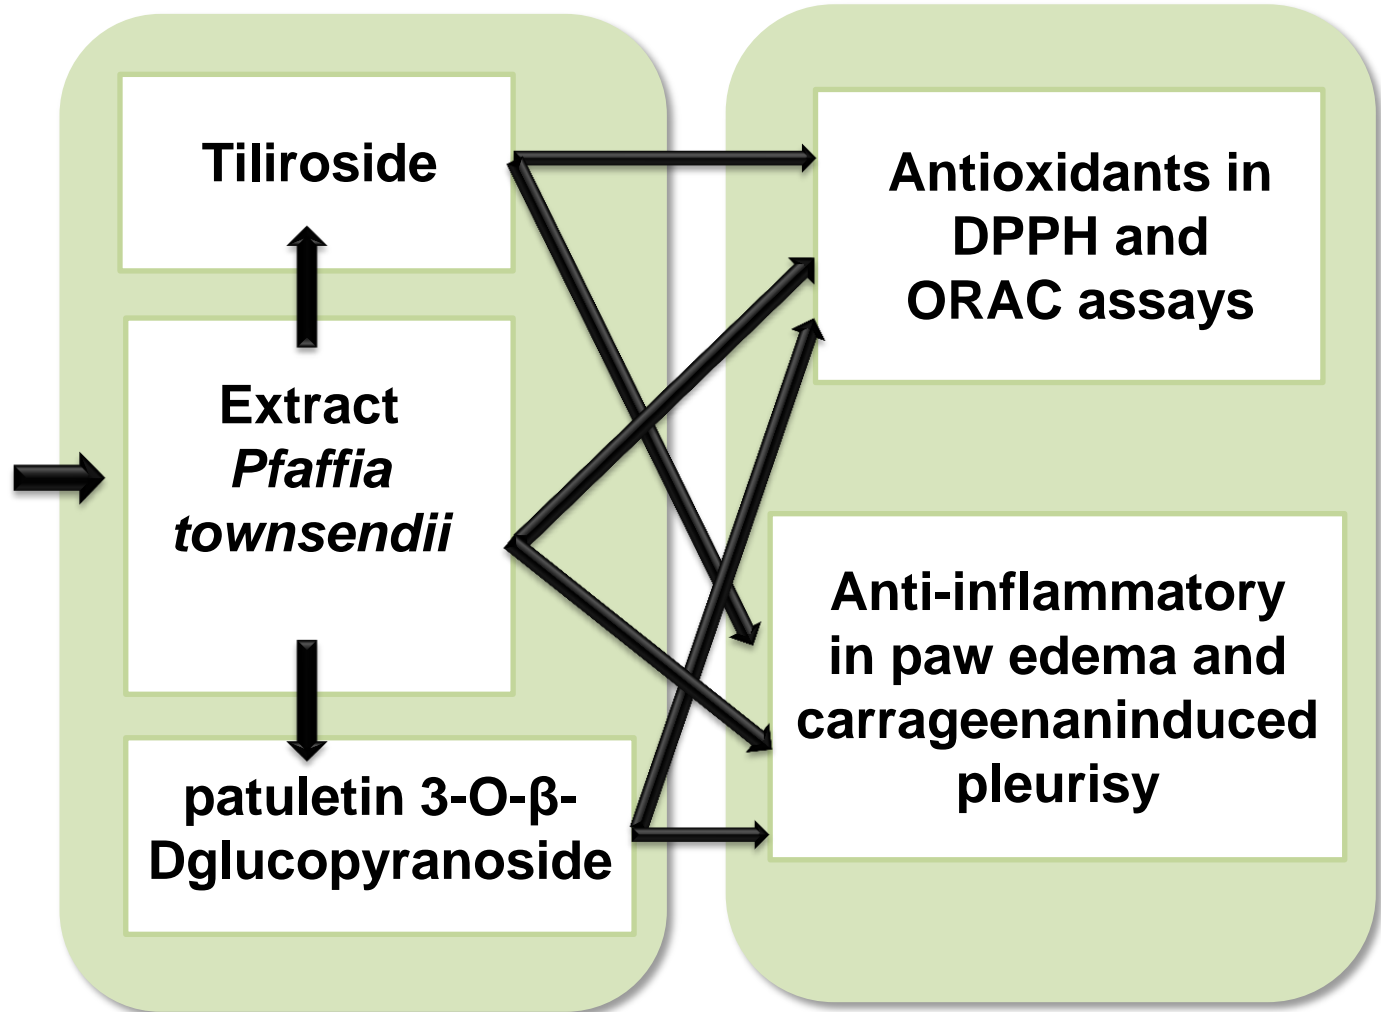 Tiliroside
Extract
Pfaffia
townsendii
patuletin 3-O-β-
Dglucopyranoside
Antioxidants in
DPPH and
ORAC assays
Anti-inflammatory
in paw edema and
carrageenaninduced
pleurisy